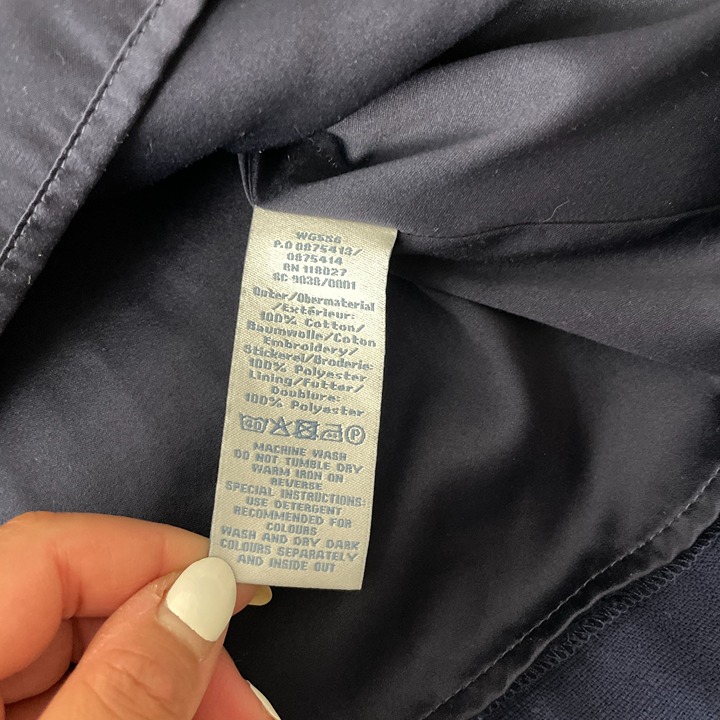 WG556
P.O 0875413/
0875414
RN 118027
SC 9038/0001
Outer/Obermaterial
/Extérieur:
100% Cotton/
Baumwolle/Coton
Embroidery/
Stickerei/Broderie:
100% Polyester
Lining/Futter/
Doublure:
100% Polyester
40 P
MACHINE WASH
DO NOT TUMBLE DRY
WARM IRON ON
REVERSE
SPECIAL INSTRUCTIONS:
USE DETERGENT
RECOMMENDED FOR
COLOURS
WASH AND DRY DARK
COLOURS SEPARATELY
AND INSIDE OUT